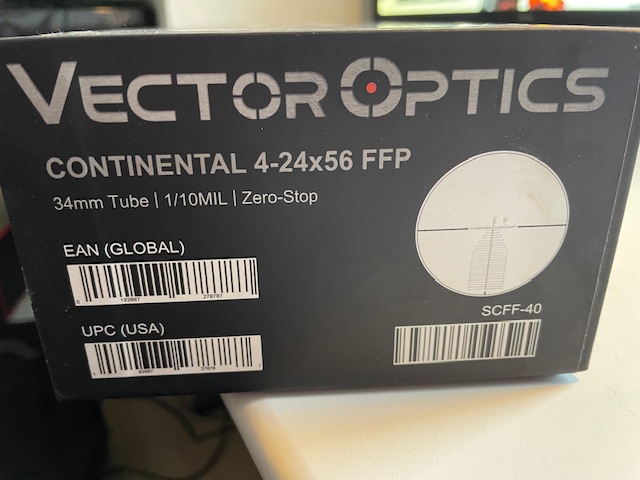 VECTOR OPTICS
CONTINENTAL 4-24x56 FFP
34mm Tube | 1/10MIL | Zero-Stop
EAN (GLOBAL)
UPC (USA)
SCFF-40